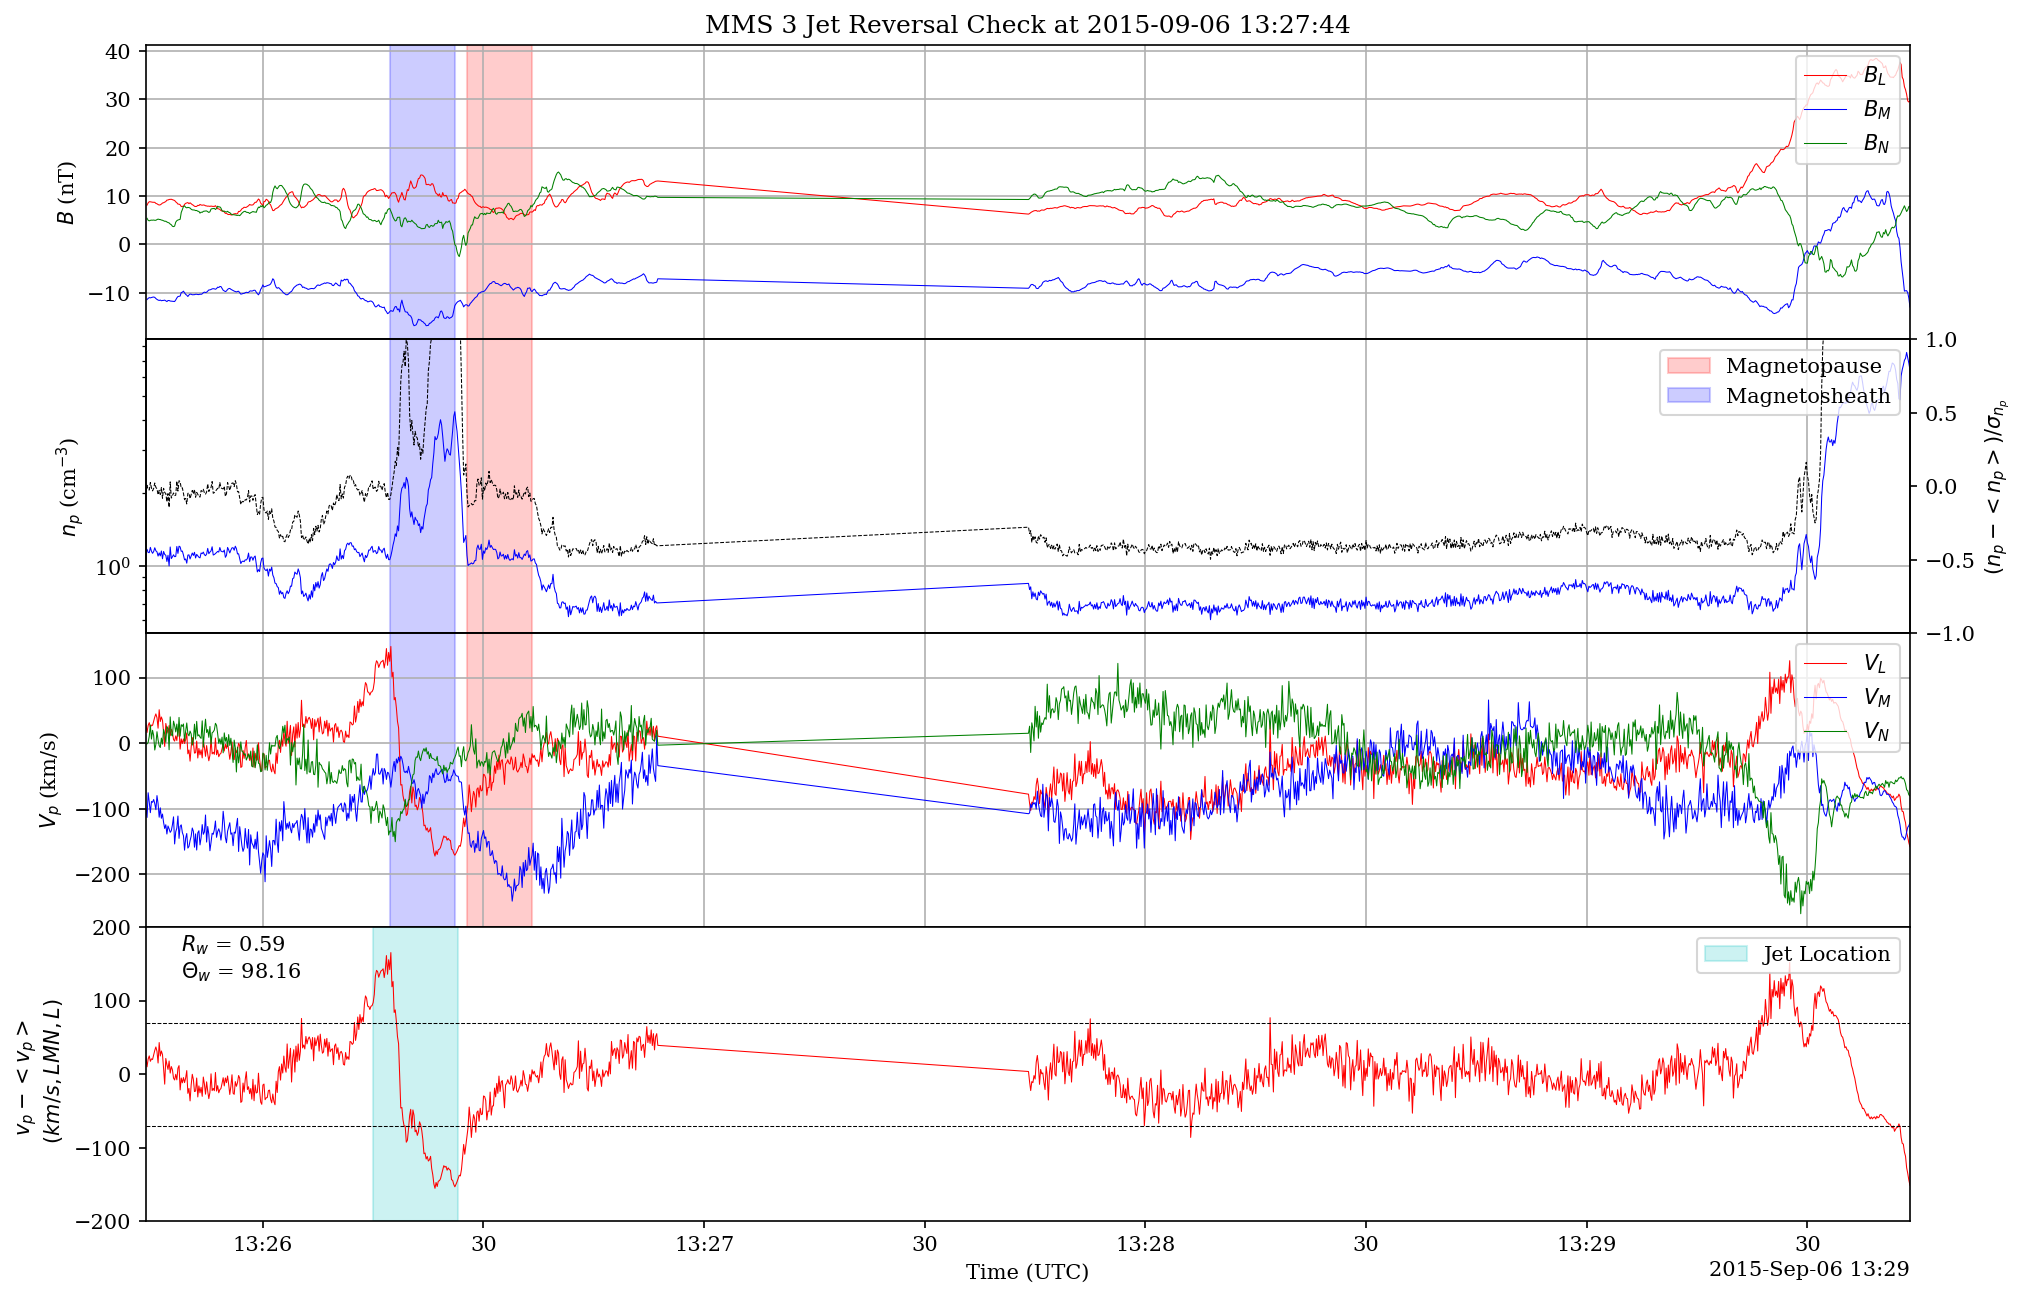 MMS 3 Jet Reversal Check at 2015-09-06 13:27:44
40
30
20
10
0
−10
B (nT)
B_L
B_M
B_N
10^0
n_p (cm^−3)
Magnetopause
Magnetosheath
1.0
0.5
0.0
−0.5
−1.0
(n_p − < n_p >)/σ_{n_p}
100
0
−100
−200
V_p (km/s)
V_L
V_M
V_N
200
100
0
−100
−200
v_p − < v_p >
(km/s, LMN, L)
R_w = 0.59
Θ_w = 98.16
Jet Location
13:26 30 13:27 30 13:28 30 13:29 30
Time (UTC)
2015-Sep-06 13:29